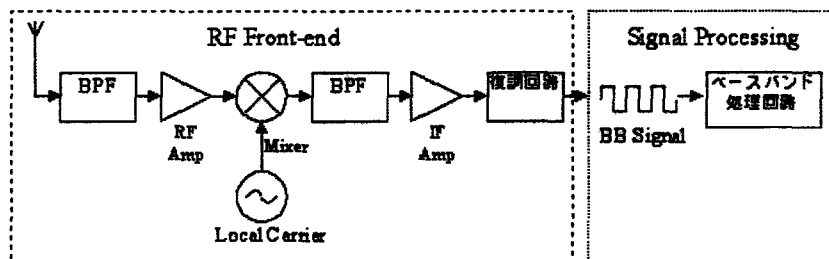 RF Front-end
Signal Processing
BPF
BPF
復調回路
ベースバンド
処理回路
RF
Amp
Mixer
IF
Amp
BB Signal
Local Carrier